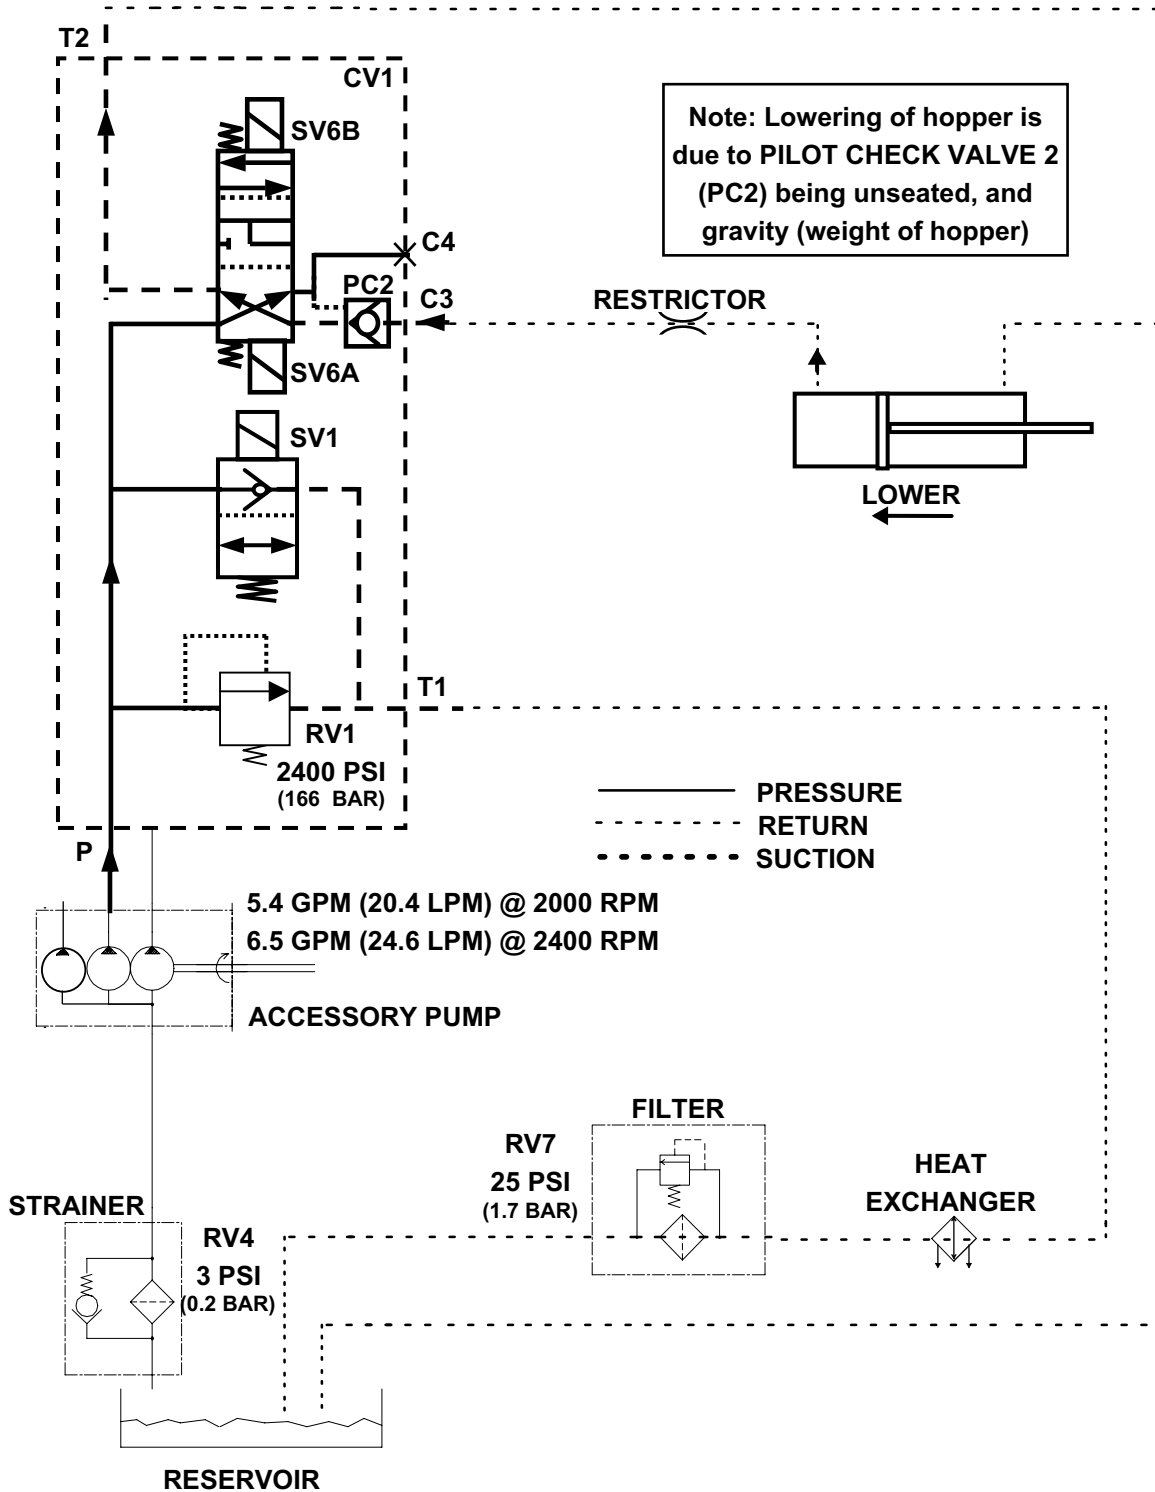 T2
CV1
SV6B
Note: Lowering of hopper is
due to PILOT CHECK VALVE 2
(PC2) being unseated, and
gravity (weight of hopper)
C4
PC2
C3
RESTRICTOR
SV6A
SV1
LOWER
T1
RV1
2400 PSI
(166 BAR)
PRESSURE
RETURN
SUCTION
P
5.4 GPM (20.4 LPM) @ 2000 RPM
6.5 GPM (24.6 LPM) @ 2400 RPM
ACCESSORY PUMP
FILTER
RV7
25 PSI
(1.7 BAR)
HEAT
EXCHANGER
STRAINER
RV4
3 PSI
(0.2 BAR)
RESERVOIR